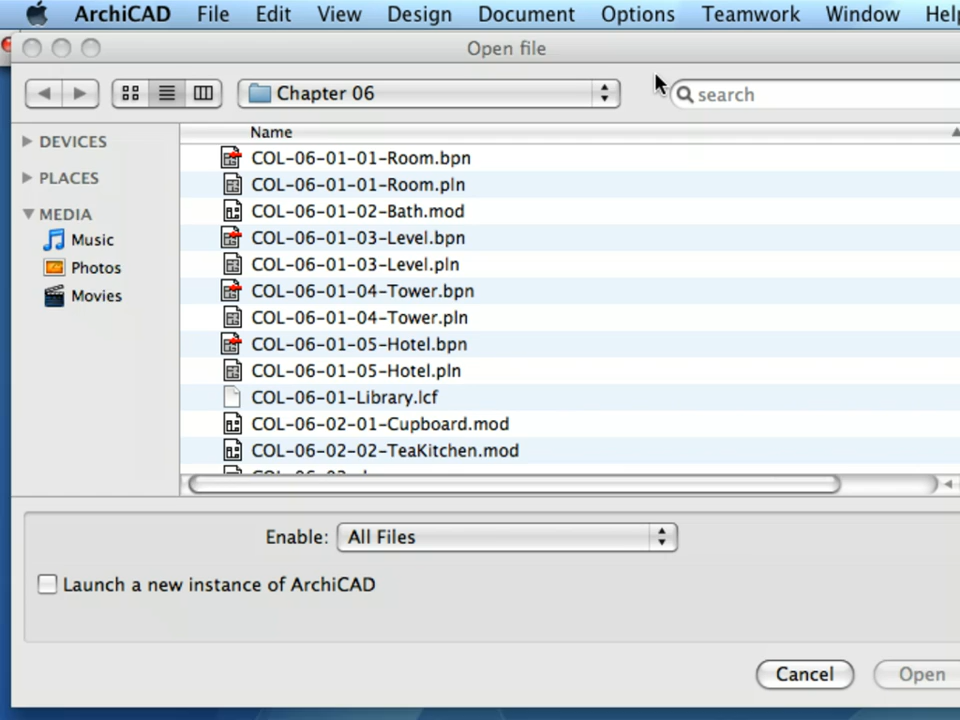 ArchiCAD File Edit View Design Document Options Teamwork Window Help
Open file
Chapter 06
search
DEVICES
PLACES
MEDIA
Music
Photos
Movies
Name
COL-06-01-01-Room.bpn
COL-06-01-01-Room.pln
COL-06-01-02-Bath.mod
COL-06-01-03-Level.bpn
COL-06-01-03-Level.pln
COL-06-01-04-Tower.bpn
COL-06-01-04-Tower.pln
COL-06-01-05-Hotel.bpn
COL-06-01-05-Hotel.pln
COL-06-01-Library.lcf
COL-06-02-01-Cupboard.mod
COL-06-02-02-TeaKitchen.mod
Enable: All Files
Launch a new instance of ArchiCAD
Cancel Open